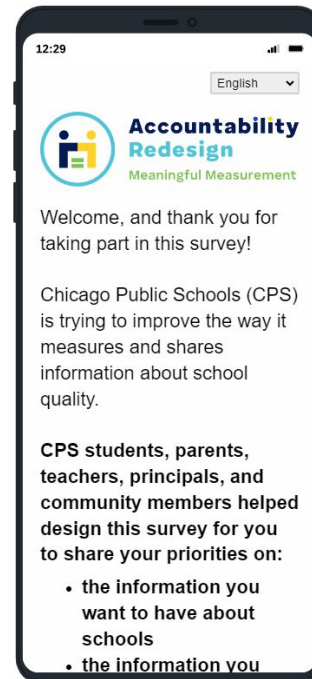 12:29
English
Accountability
Redesign
Meaningful Measurement
Welcome, and thank you for
taking part in this survey!
Chicago Public Schools (CPS)
is trying to improve the way it
measures and shares
information about school
quality.
CPS students, parents,
teachers, principals, and
community members helped
design this survey for you
to share your priorities on:
• the information you
want to have about
schools
• the information you